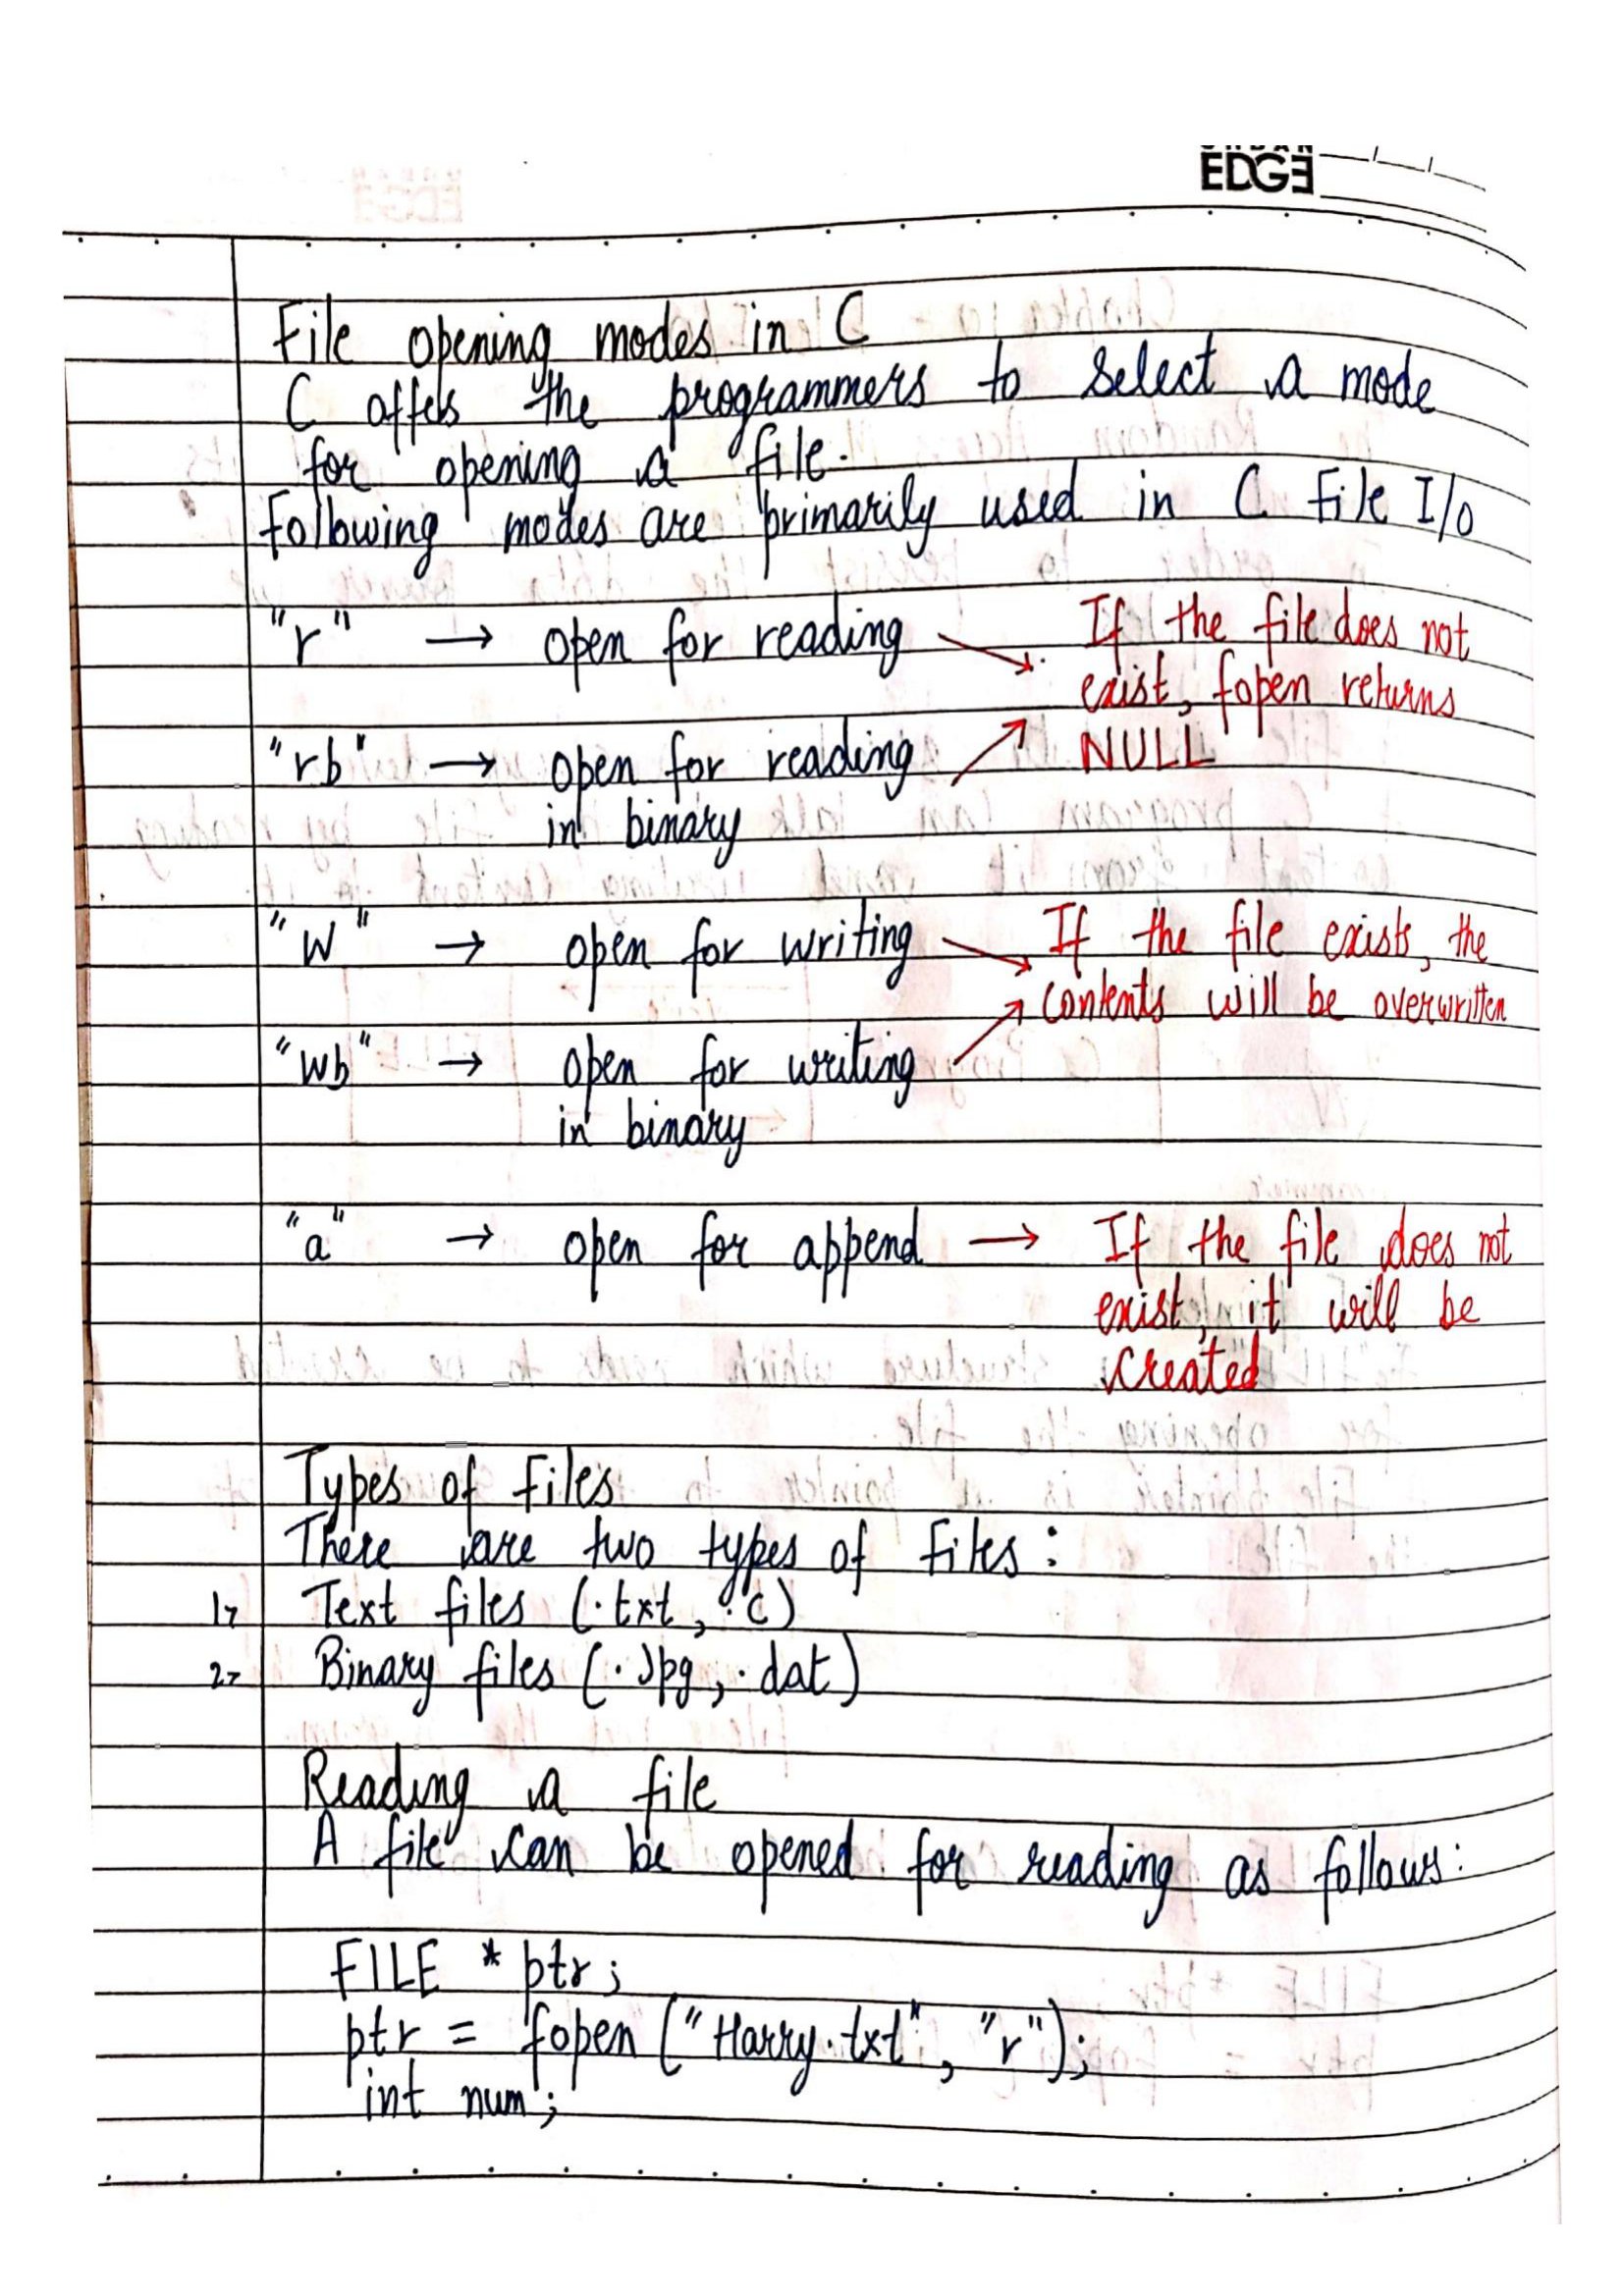 EDGE
File opening modes in C
C offers the programmers to select a mode
for opening a file.
Following modes are primarily used in C file I/O
"r" → open for reading → If the file does not
exist, fopen returns
"rb" → open for reading → NULL
in binary
"w" → open for writing → If the file exists, the
contents will be overwritten
"wb" → open for writing
in binary
"a" → open for append → If the file does not
exist, it will be
created
Types of files
There are two types of files :
1> Text files (.txt, .c)
2> Binary files (.jpg, .dat)
Reading a file
A file can be opened for reading as follows:
FILE * ptr;
ptr = fopen ("Harry.txt", "r");
int num;